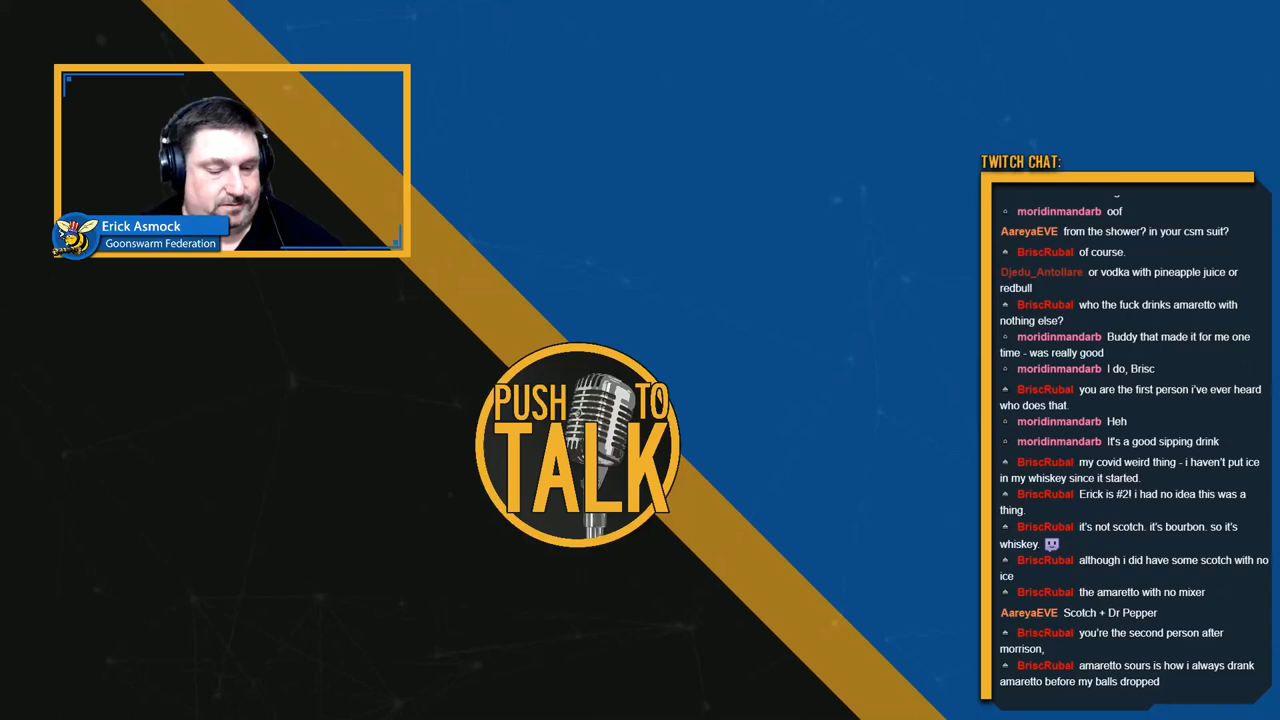 Erick Asmock
Goonswarm Federation
PUSH TO
TALK
TWITCH CHAT:
moridinmandarb oof
AareyaEVE from the shower? in your csm suit?
BriscRubal of course.
Djedu_Antollare or vodka with pineapple juice or
redbull
BriscRubal who the fuck drinks amaretto with
nothing else?
moridinmandarb Buddy that made it for me one
time - was really good
moridinmandarb I do, Brisc
BriscRubal you are the first person i've ever heard
who does that.
moridinmandarb Heh
moridinmandarb It's a good sipping drink
BriscRubal my covid weird thing - i haven't put ice
in my whiskey since it started.
BriscRubal Erick is #2! i had no idea this was a
thing.
BriscRubal it's not scotch. it's bourbon. so it's
whiskey.
BriscRubal although i did have some scotch with no
ice
BriscRubal the amaretto with no mixer
AareyaEVE Scotch + Dr Pepper
BriscRubal you're the second person after
morrison,
BriscRubal amaretto sours is how i always drank
amaretto before my balls dropped